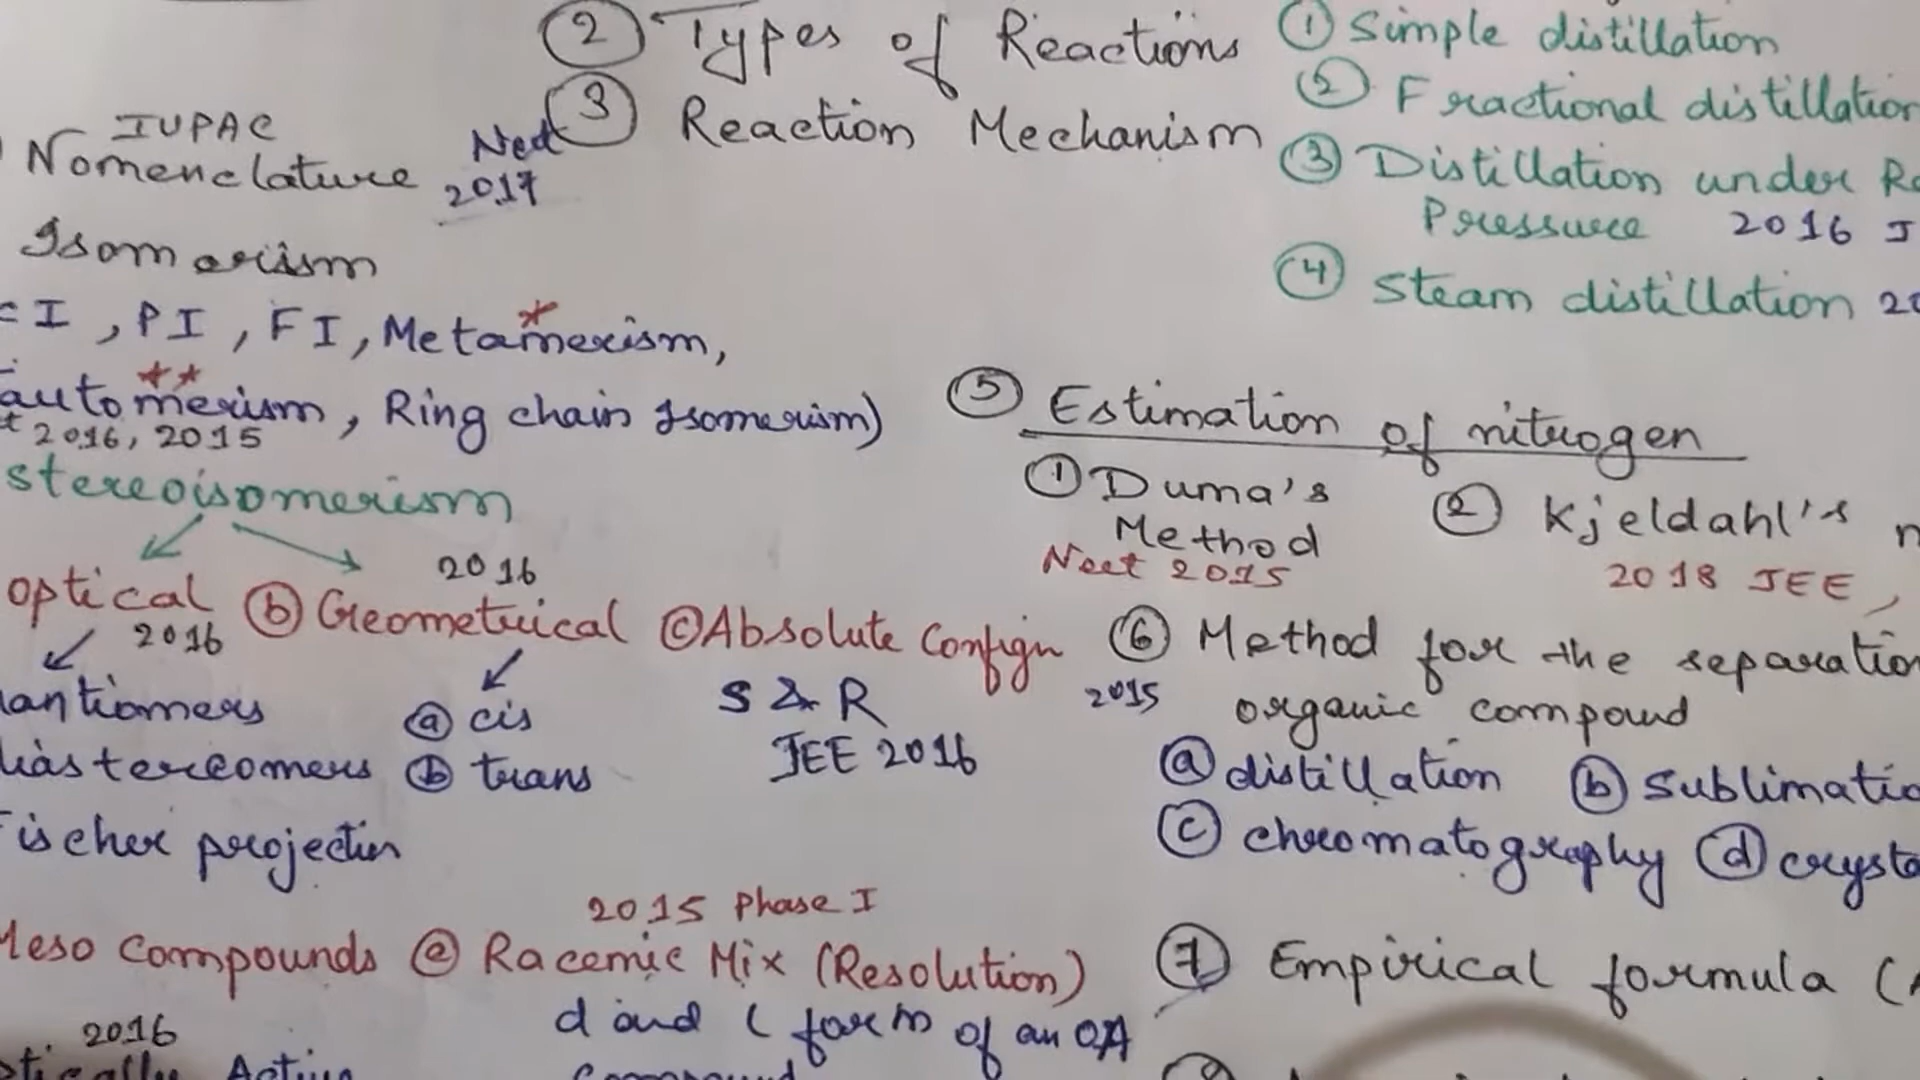 ② Types of Reactions
③ Reaction Mechanism
IUPAC
Nomenclature Neet
2017
Isomerism
I, PI, FI, Metamerism,
automerism, Ring chain Isomerism)
2016, 2015
stereoisomerism
optical 2016 ⓑ Geometrical 2016 ⓒ Absolute Confign
S & R
JEE 2016
antiomers ⓐ cis
iastereomers ⓑ trans
ischer projection
2015 Phase I
eso Compounds ⓔ Racemic Mix (Resolution)
2016 d and l form of an OA
① Simple distillation
② Fractional distillation
③ Distillation under
Pressure 2016
④ Steam distillation
⑤ Estimation of nitrogen
① Duma's ② Kjeldahl's
Method
Neet 2015 2018 JEE,
⑥ Method for the separation
2015 organic compound
ⓐ distillation ⓑ Sublimatio
ⓒ chromatography ⓓ crysta
⑦ Empirical formula (